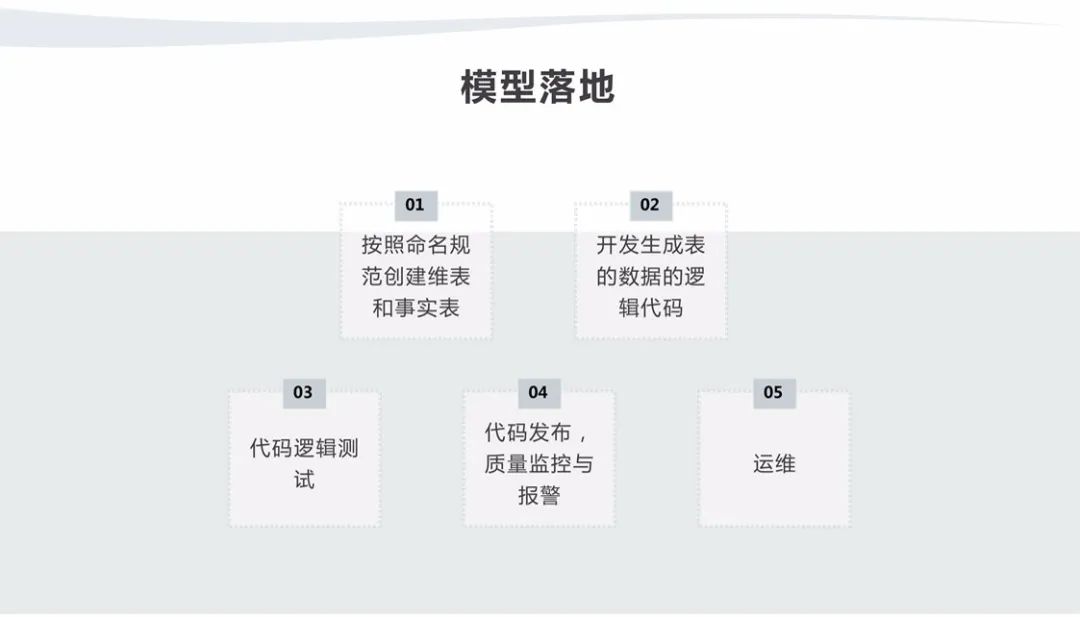 模型落地
01
按照命名规
范创建维表
和事实表
02
开发生成表
的数据的逻
辑代码
03
代码逻辑测
试
04
代码发布，
质量监控与
报警
05
运维